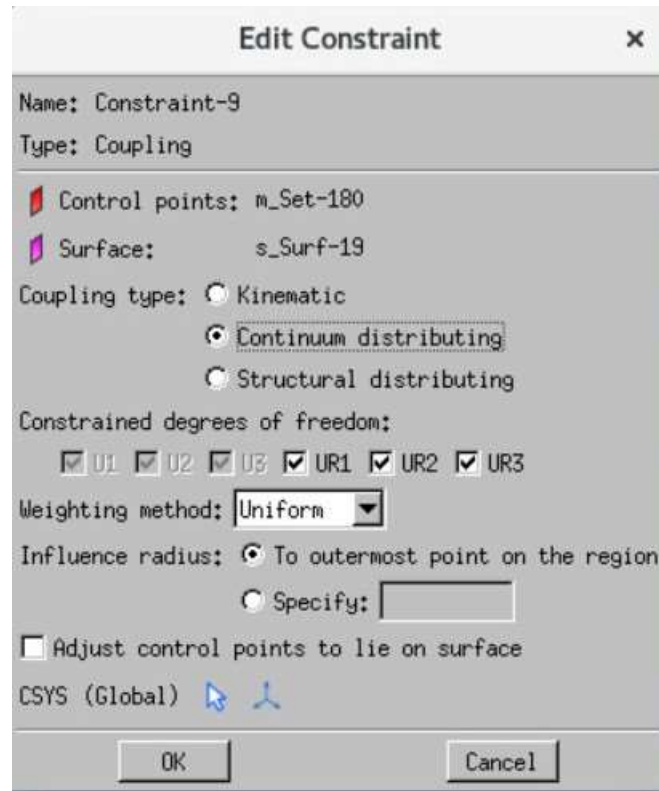 Edit Constraint ×
Name: Constraint-9
Type: Coupling
Control points: m_Set-180
Surface: s_Surf-19
Coupling type: Kinematic
Continuum distributing
Structural distributing
Constrained degrees of freedom:
U1 U2 U3 UR1 UR2 UR3
Weighting method: Uniform
Influence radius: To outermost point on the region
Specify:
Adjust control points to lie on surface
CSYS (Global)
OK Cancel